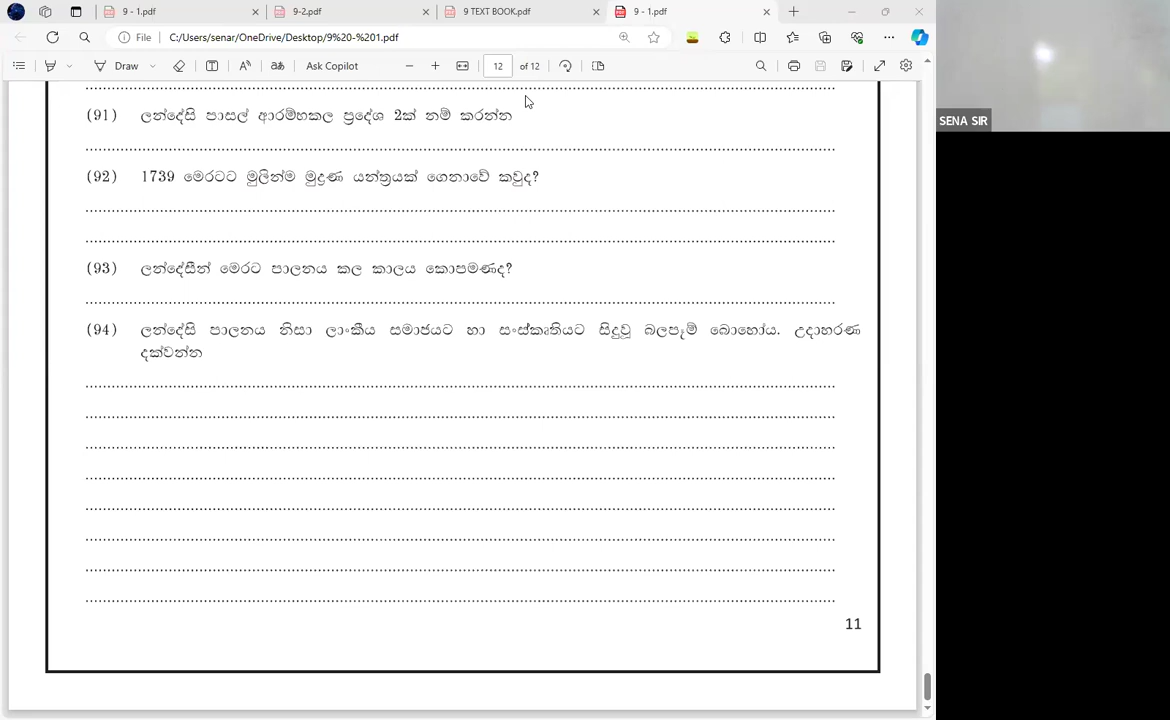 9 - 1.pdf
9-2.pdf
9 TEXT BOOK.pdf
9 - 1.pdf
File C:/Users/senar/OneDrive/Desktop/9%20-%201.pdf
Draw
Ask Copilot
12 of 12
SENA SIR
(91) ලන්දේසි පාසල් ආරම්භකල ප්‍රදේශ 2ක් නම් කරන්න
(92) 1739 මෙරටට මුලින්ම මුද්‍රණ යන්ත්‍රයක් ගෙනාවේ කවුද?
(93) ලන්දේසීන් මෙරට පාලනය කල කාලය කොපමණද?
(94) ලන්දේසි පාලනය නිසා ලාංකීය සමාජයට හා සංස්කෘතියට සිදුවූ බලපෑම් බොහෝය. උදාහරණ
දක්වන්න
11